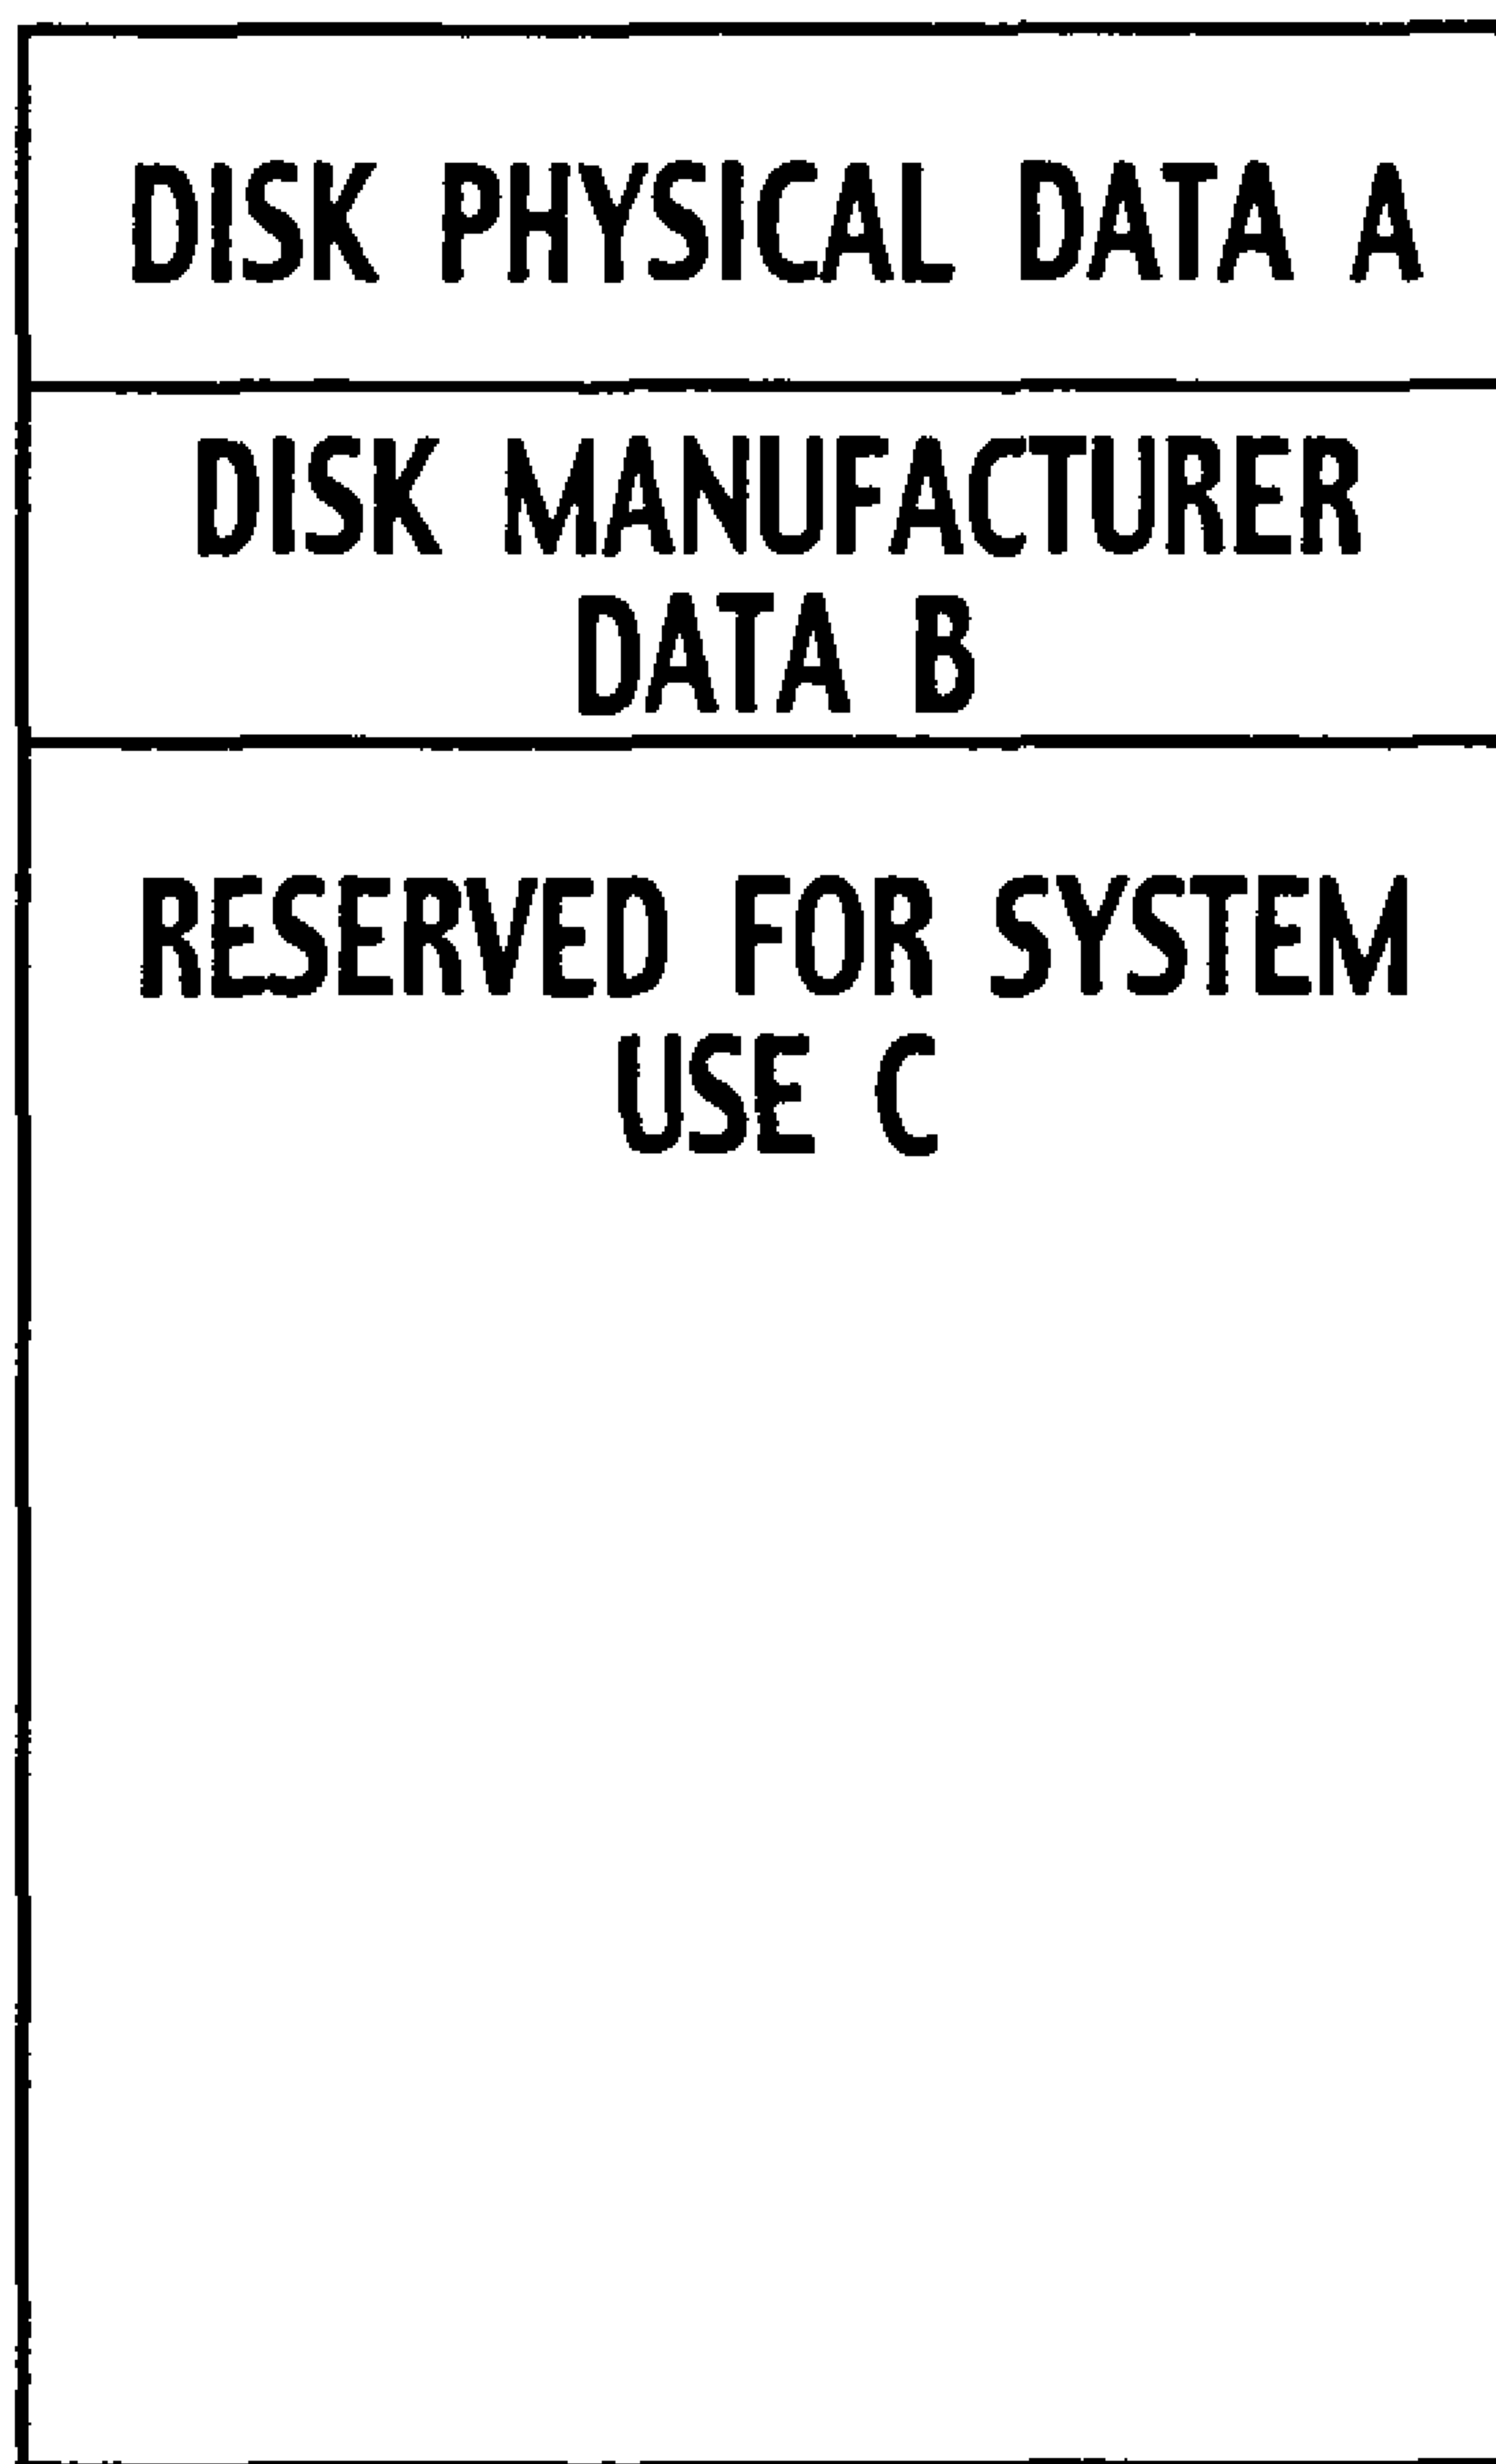 DISK PHYSICAL DATA A
DISK MANUFACTURER
DATA B
RESERVED FOR SYSTEM
USE C